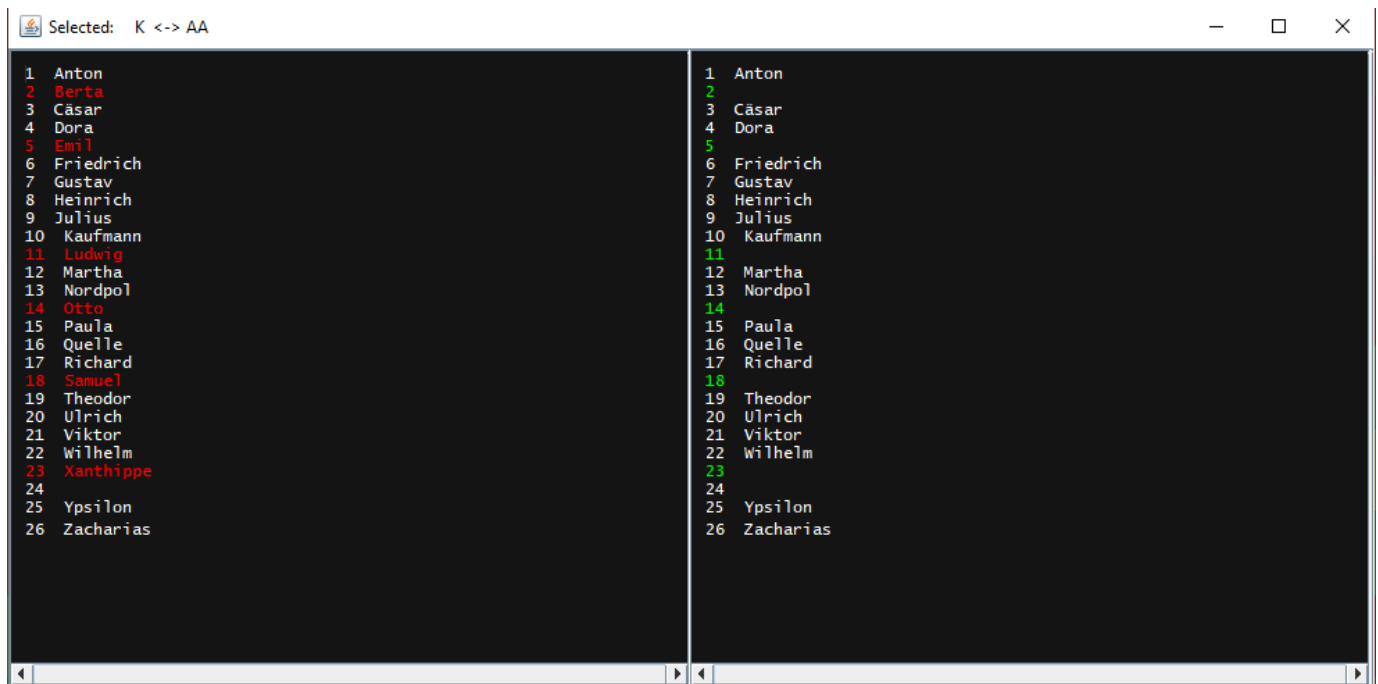 Selected: K <-> AA
1 Anton
2 Berta
3 Cäsar
4 Dora
5 Emil
6 Friedrich
7 Gustav
8 Heinrich
9 Julius
10 Kaufmann
11 Ludwig
12 Martha
13 Nordpol
14 Otto
15 Paula
16 Quelle
17 Richard
18 Samuel
19 Theodor
20 Ulrich
21 Viktor
22 Wilhelm
23 Xanthippe
24
25 Ypsilon
26 Zacharias
1 Anton
2
3 Cäsar
4 Dora
5
6 Friedrich
7 Gustav
8 Heinrich
9 Julius
10 Kaufmann
11
12 Martha
13 Nordpol
14
15 Paula
16 Quelle
17 Richard
18
19 Theodor
20 Ulrich
21 Viktor
22 Wilhelm
23
24
25 Ypsilon
26 Zacharias